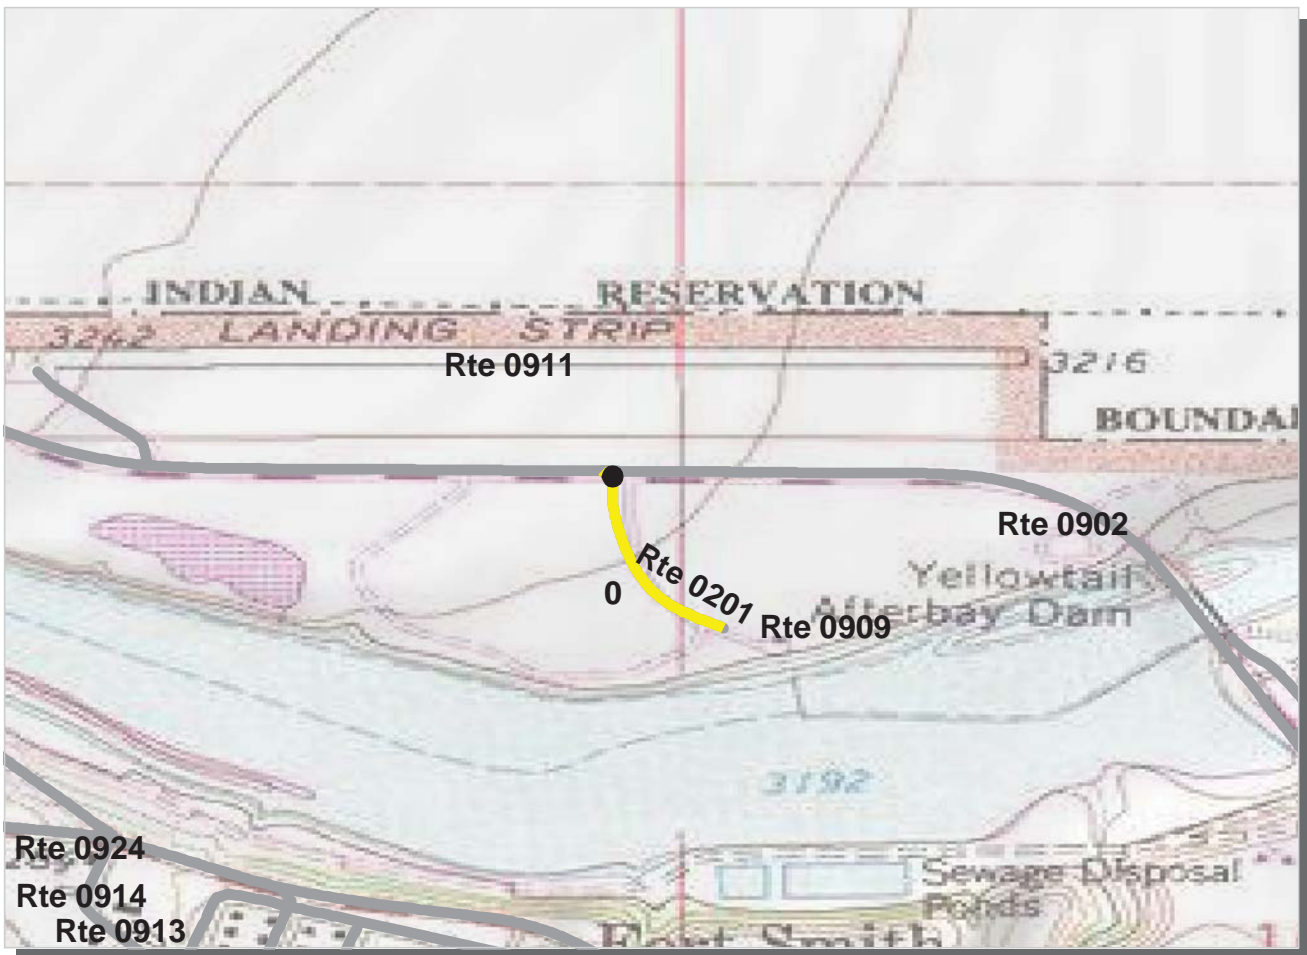 INDIAN RESERVATION
3262 LANDING STRIP
Rte 0911
3216
BOUNDA
Rte 0902
Rte 0201
0
Yellowtail
Afterbay Dam
Rte 0909
3192
Rte 0924
Sewage Disposal
Ponds
Rte 0914
Rte 0913
Fort Smith